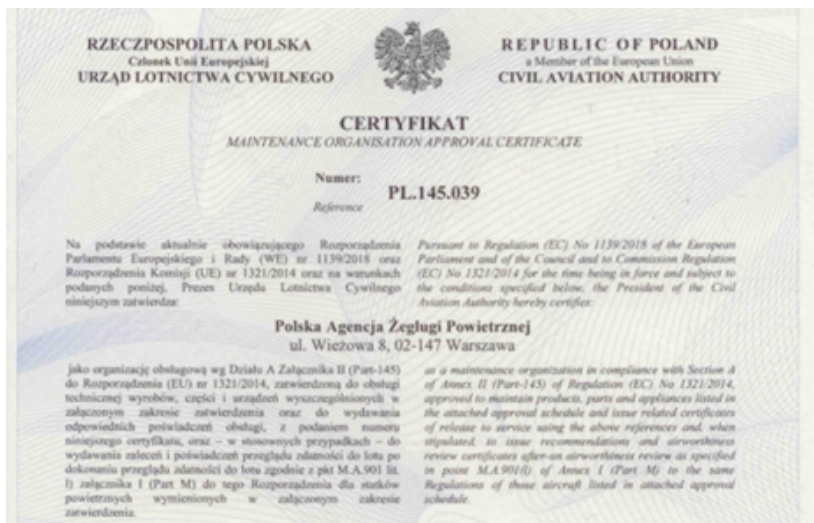 RZECZPOSPOLITA POLSKA
Członek Unii Europejskiej
URZĄD LOTNICTWA CYWILNEGO
REPUBLIC OF POLAND
a Member of the European Union
CIVIL AVIATION AUTHORITY
CERTYFIKAT
MAINTENANCE ORGANISATION APPROVAL CERTIFICATE
Numer:
Reference
PL.145.039
Na podstawie aktualnie obowiązującego Rozporządzenia
Parlamentu Europejskiego i Rady (WE) nr 1139/2018 oraz
Rozporządzenia Komisji (UE) nr 1321/2014 oraz na warunkach
podanych poniżej, Prezes Urzędu Lotnictwa Cywilnego
niniejszym zatwierdza:
Pursuant to Regulation (EC) No 1139/2018 of the European
Parliament and of the Council and to Commission Regulation
(EC) No 1321/2014 for the time being in force and subject to
the conditions specified below, the President of the Civil
Aviation Authority hereby certifies:
Polska Agencja Żeglugi Powietrznej
ul. Wieżowa 8, 02-147 Warszawa
jako organizację obsługową wg Działu A Załącznika II (Part-145)
do Rozporządzenia (EU) nr 1321/2014, zatwierdzoną do obsługi
technicznej wyrobów, części i urządzeń wyszczególnionych w
załączonym zakresie zatwierdzenia oraz do wydawania
odpowiednich poświadczeń obsługi, z podaniem numeru
niniejszego certyfikatu, oraz – w stosownych przypadkach – do
wydawania zaleceń i poświadczeń przeglądu zdatności do lotu po
dokonaniu przeglądu zdatności do lotu zgodnie z pkt M.A.901 lit.
l) załącznika I (Part M) do tego Rozporządzenia dla statków
powietrznych wymienionych w załączonym zakresie
zatwierdzenia.
as a maintenance organization in compliance with Section A
of Annex II (Part-145) of Regulation (EC) No 1321/2014,
approved to maintain products, parts and appliances listed in
the attached approval schedule and issue related certificates
of release to service using the above references and, when
stipulated, to issue recommendations and airworthiness
review certificates after an airworthiness review as specified
in point M.A.901(l) of Annex I (Part M) to the same
Regulations of those aircraft listed in attached approval
schedule.